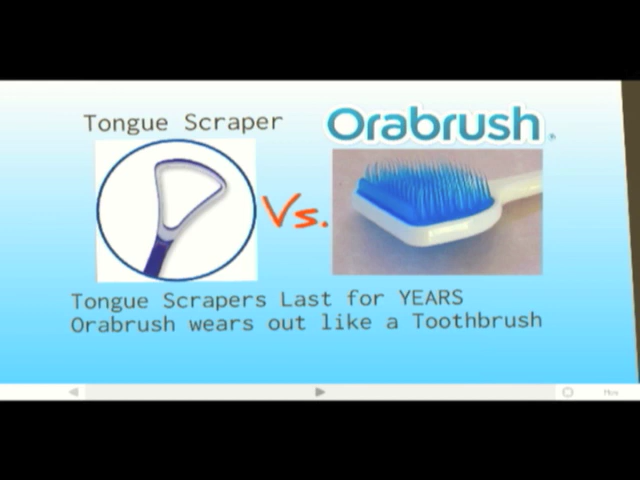 Tongue Scraper
Orabrush®
Vs.
Tongue Scrapers Last for YEARS
Orabrush wears out like a Toothbrush